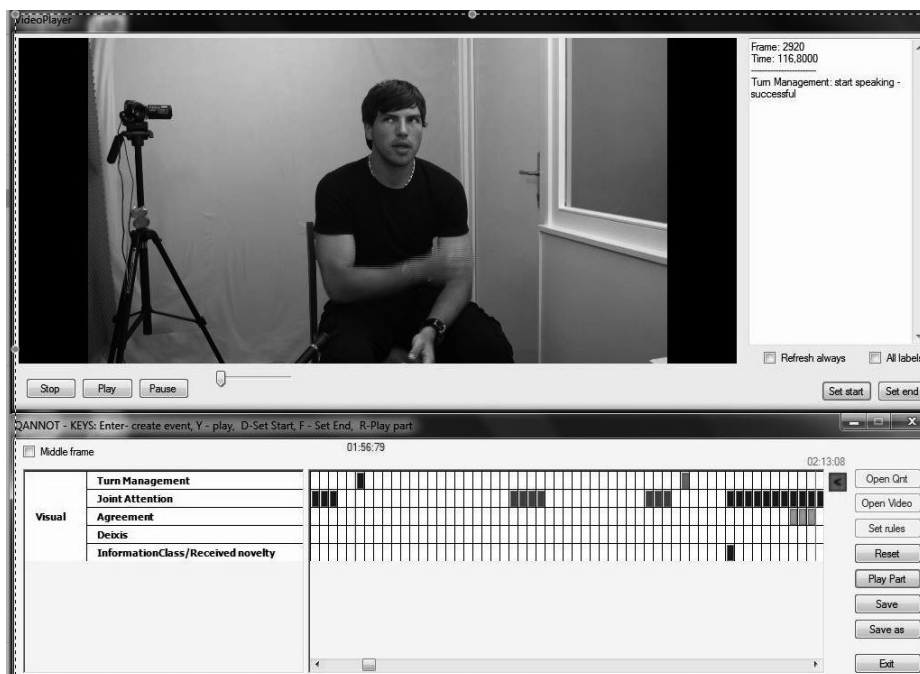 VideoPlayer
Frame: 2920
Time: 116,8000
-----------------------
Turn Management: start speaking -
successful
Refresh always
All labels
Stop
Play
Pause
Set start
Set end
QANNOT - KEYS: Enter- create event, Y - play, D-Set Start, F - Set End, R-Play part
Middle frame
01:56:79
02:13:08
Visual
Turn Management
Joint Attention
Agreement
Deixis
InformationClass/Received novelty
<
Open Qnt
Open Video
Set rules
Reset
Play Part
Save
Save as
Exit